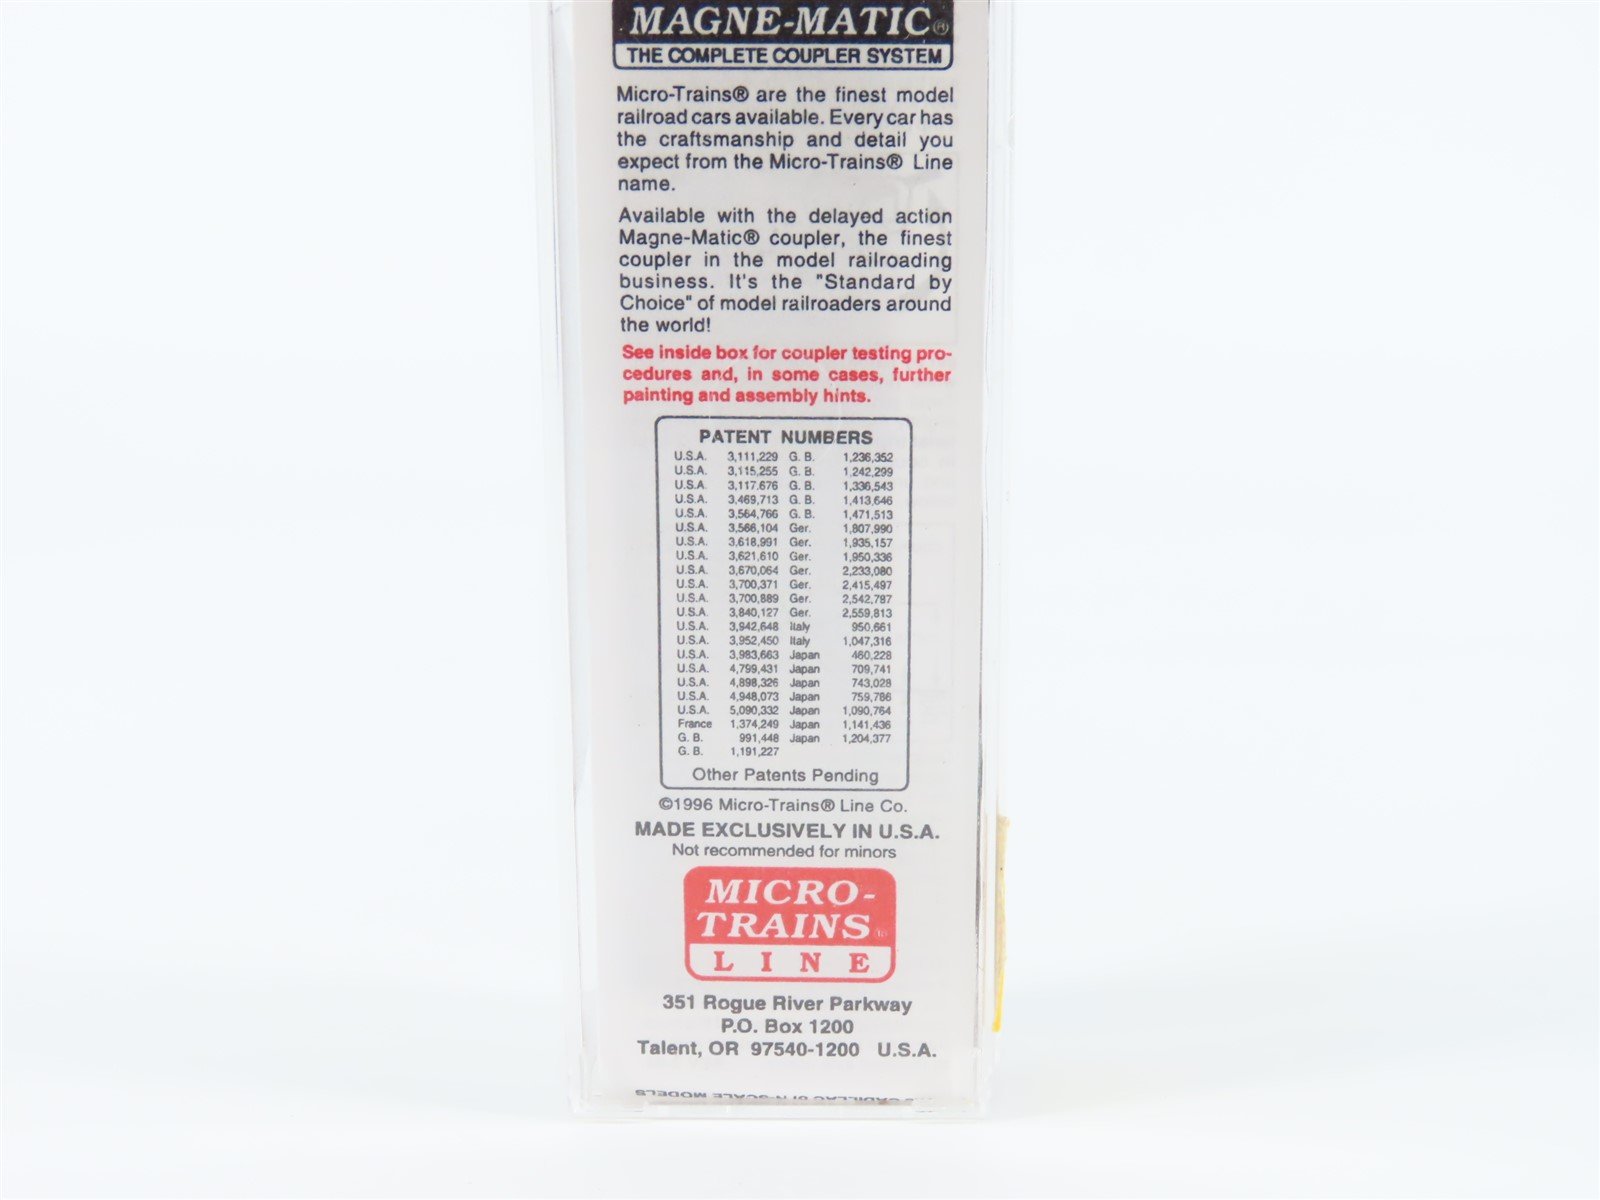 MAGNE-MATIC®
THE COMPLETE COUPLER SYSTEM
Micro-Trains® are the finest model
railroad cars available. Every car has
the craftsmanship and detail you
expect from the Micro-Trains® Line
name.
Available with the delayed action
Magne-Matic® coupler, the finest
coupler in the model railroading
business. It's the "Standard by
Choice" of model railroaders around
the world!
See inside box for coupler testing pro-
cedures and, in some cases, further
painting and assembly hints.
PATENT NUMBERS
U.S.A. 3,111,229 G. B. 1,236,352
U.S.A. 3,115,255 G. B. 1,242,299
U.S.A. 3,117,676 G. B. 1,336,543
U.S.A. 3,469,713 G. B. 1,413,646
U.S.A. 3,564,766 G. B. 1,471,513
U.S.A. 3,566,104 Ger. 1,807,990
U.S.A. 3,618,991 Ger. 1,935,157
U.S.A. 3,621,610 Ger. 1,950,336
U.S.A. 3,670,064 Ger. 2,233,080
U.S.A. 3,700,371 Ger. 2,415,497
U.S.A. 3,700,889 Ger. 2,542,787
U.S.A. 3,840,127 Ger. 2,559,813
U.S.A. 3,942,648 Italy 950,661
U.S.A. 3,952,450 Italy 1,047,316
U.S.A. 3,983,663 Japan 460,228
U.S.A. 4,799,431 Japan 709,741
U.S.A. 4,898,326 Japan 743,028
U.S.A. 4,948,073 Japan 759,786
U.S.A. 5,090,332 Japan 1,090,764
France 1,374,249 Japan 1,141,436
G. B. 991,448 Japan 1,204,377
G. B. 1,191,227
Other Patents Pending
©1996 Micro-Trains® Line Co.
MADE EXCLUSIVELY IN U.S.A.
Not recommended for minors
MICRO-
TRAINS®
LINE
351 Rogue River Parkway
P.O. Box 1200
Talent, OR 97540-1200 U.S.A.
CADILLAC OF N-SCALE MODELS